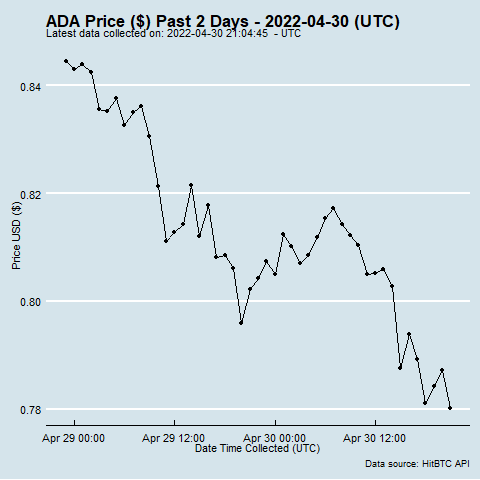 ADA Price ($) Past 2 Days - 2022-04-30 (UTC)
Latest data collected on: 2022-04-30 21:04:45  - UTC
0.84
0.82
0.80
0.78
Price USD ($)
Apr 29 00:00
Apr 29 12:00
Apr 30 00:00
Apr 30 12:00
Date Time Collected (UTC)
Data source: HitBTC API